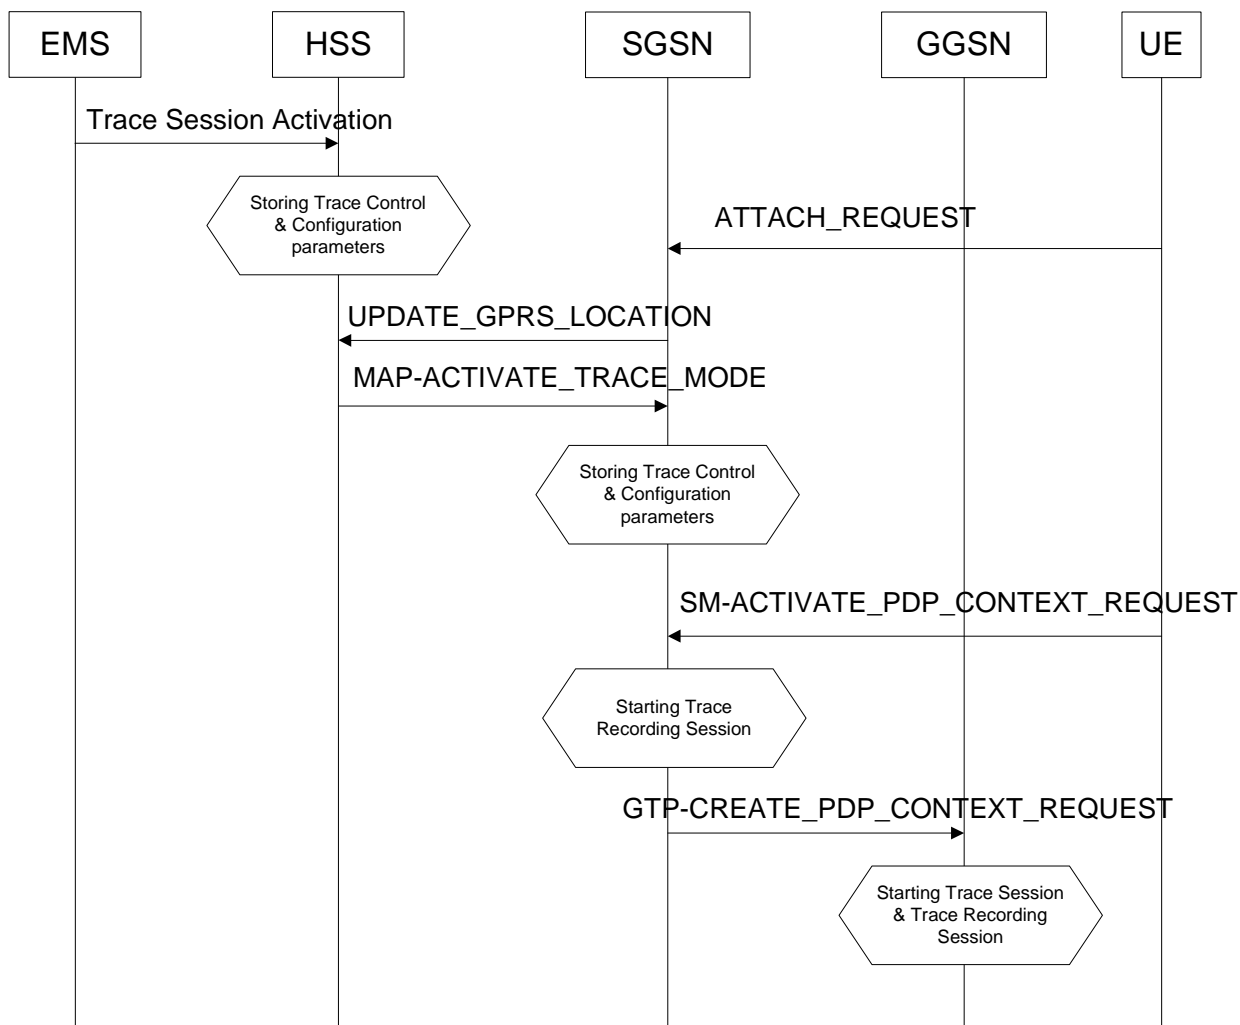 EMS
HSS
SGSN
GGSN
UE
Trace Session Activation
Storing Trace Control
& Configuration
parameters
ATTACH_REQUEST
UPDATE_GPRS_LOCATION
MAP-ACTIVATE_TRACE_MODE
Storing Trace Control
& Configuration
parameters
SM-ACTIVATE_PDP_CONTEXT_REQUEST
Starting Trace
Recording Session
GTP-CREATE_PDP_CONTEXT_REQUEST
Starting Trace Session
& Trace Recording
Session